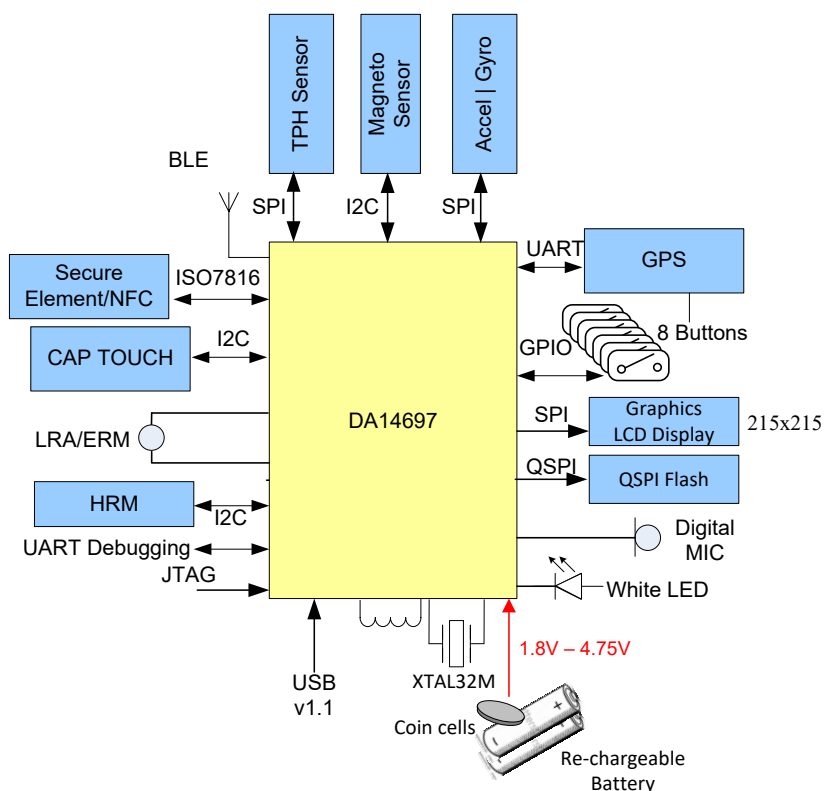 TPH Sensor
Magneto
Sensor
Accel | Gyro
BLE
SPI
I2C
SPI
UART
GPS
Secure
Element/NFC
ISO7816
8 Buttons
CAP TOUCH
I2C
GPIO
DA14697
SPI
Graphics
LCD Display
215x215
LRA/ERM
QSPI
QSPI Flash
HRM
I2C
Digital
MIC
UART Debugging
JTAG
White LED
USB
v1.1
XTAL32M
1.8V – 4.75V
Coin cells
+
-
Re-chargeable
Battery